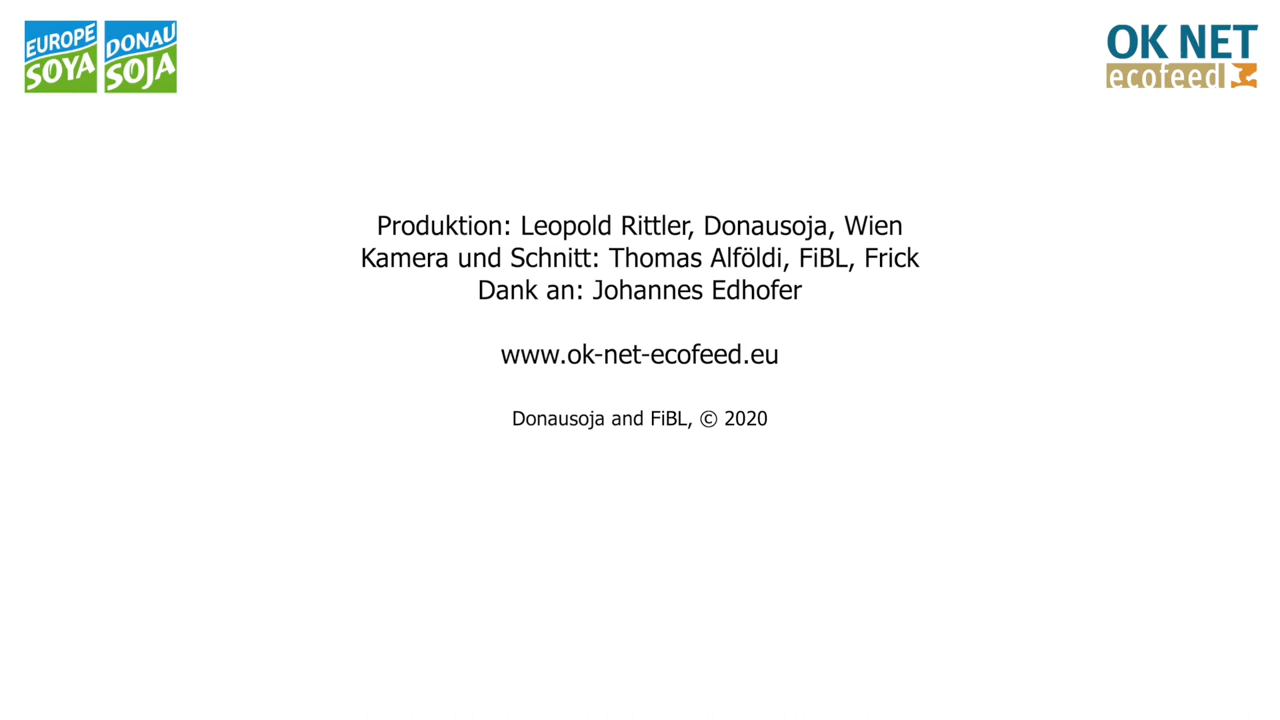 EUROPE
SOYA
DONAU
SOJA
OK NET
ecofeed
Produktion: Leopold Rittler, Donausoja, Wien
Kamera und Schnitt: Thomas Alföldi, FiBL, Frick
Dank an: Johannes Edhofer
www.ok-net-ecofeed.eu
Donausoja and FiBL, © 2020